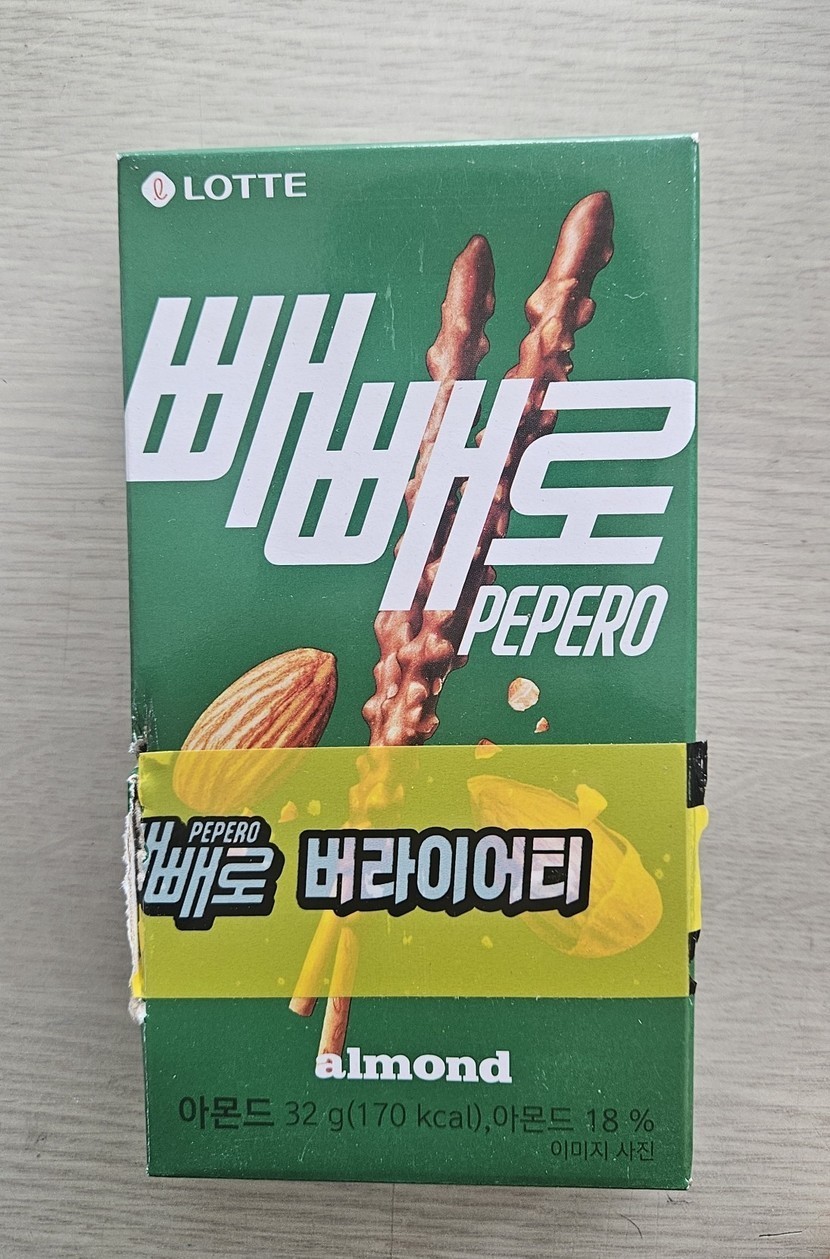 LOTTE
빼빼로
PEPERO
PEPERO
빼빼로 버라이어티
almond
아몬드 32 g(170 kcal),아몬드 18 %
이미지 사진